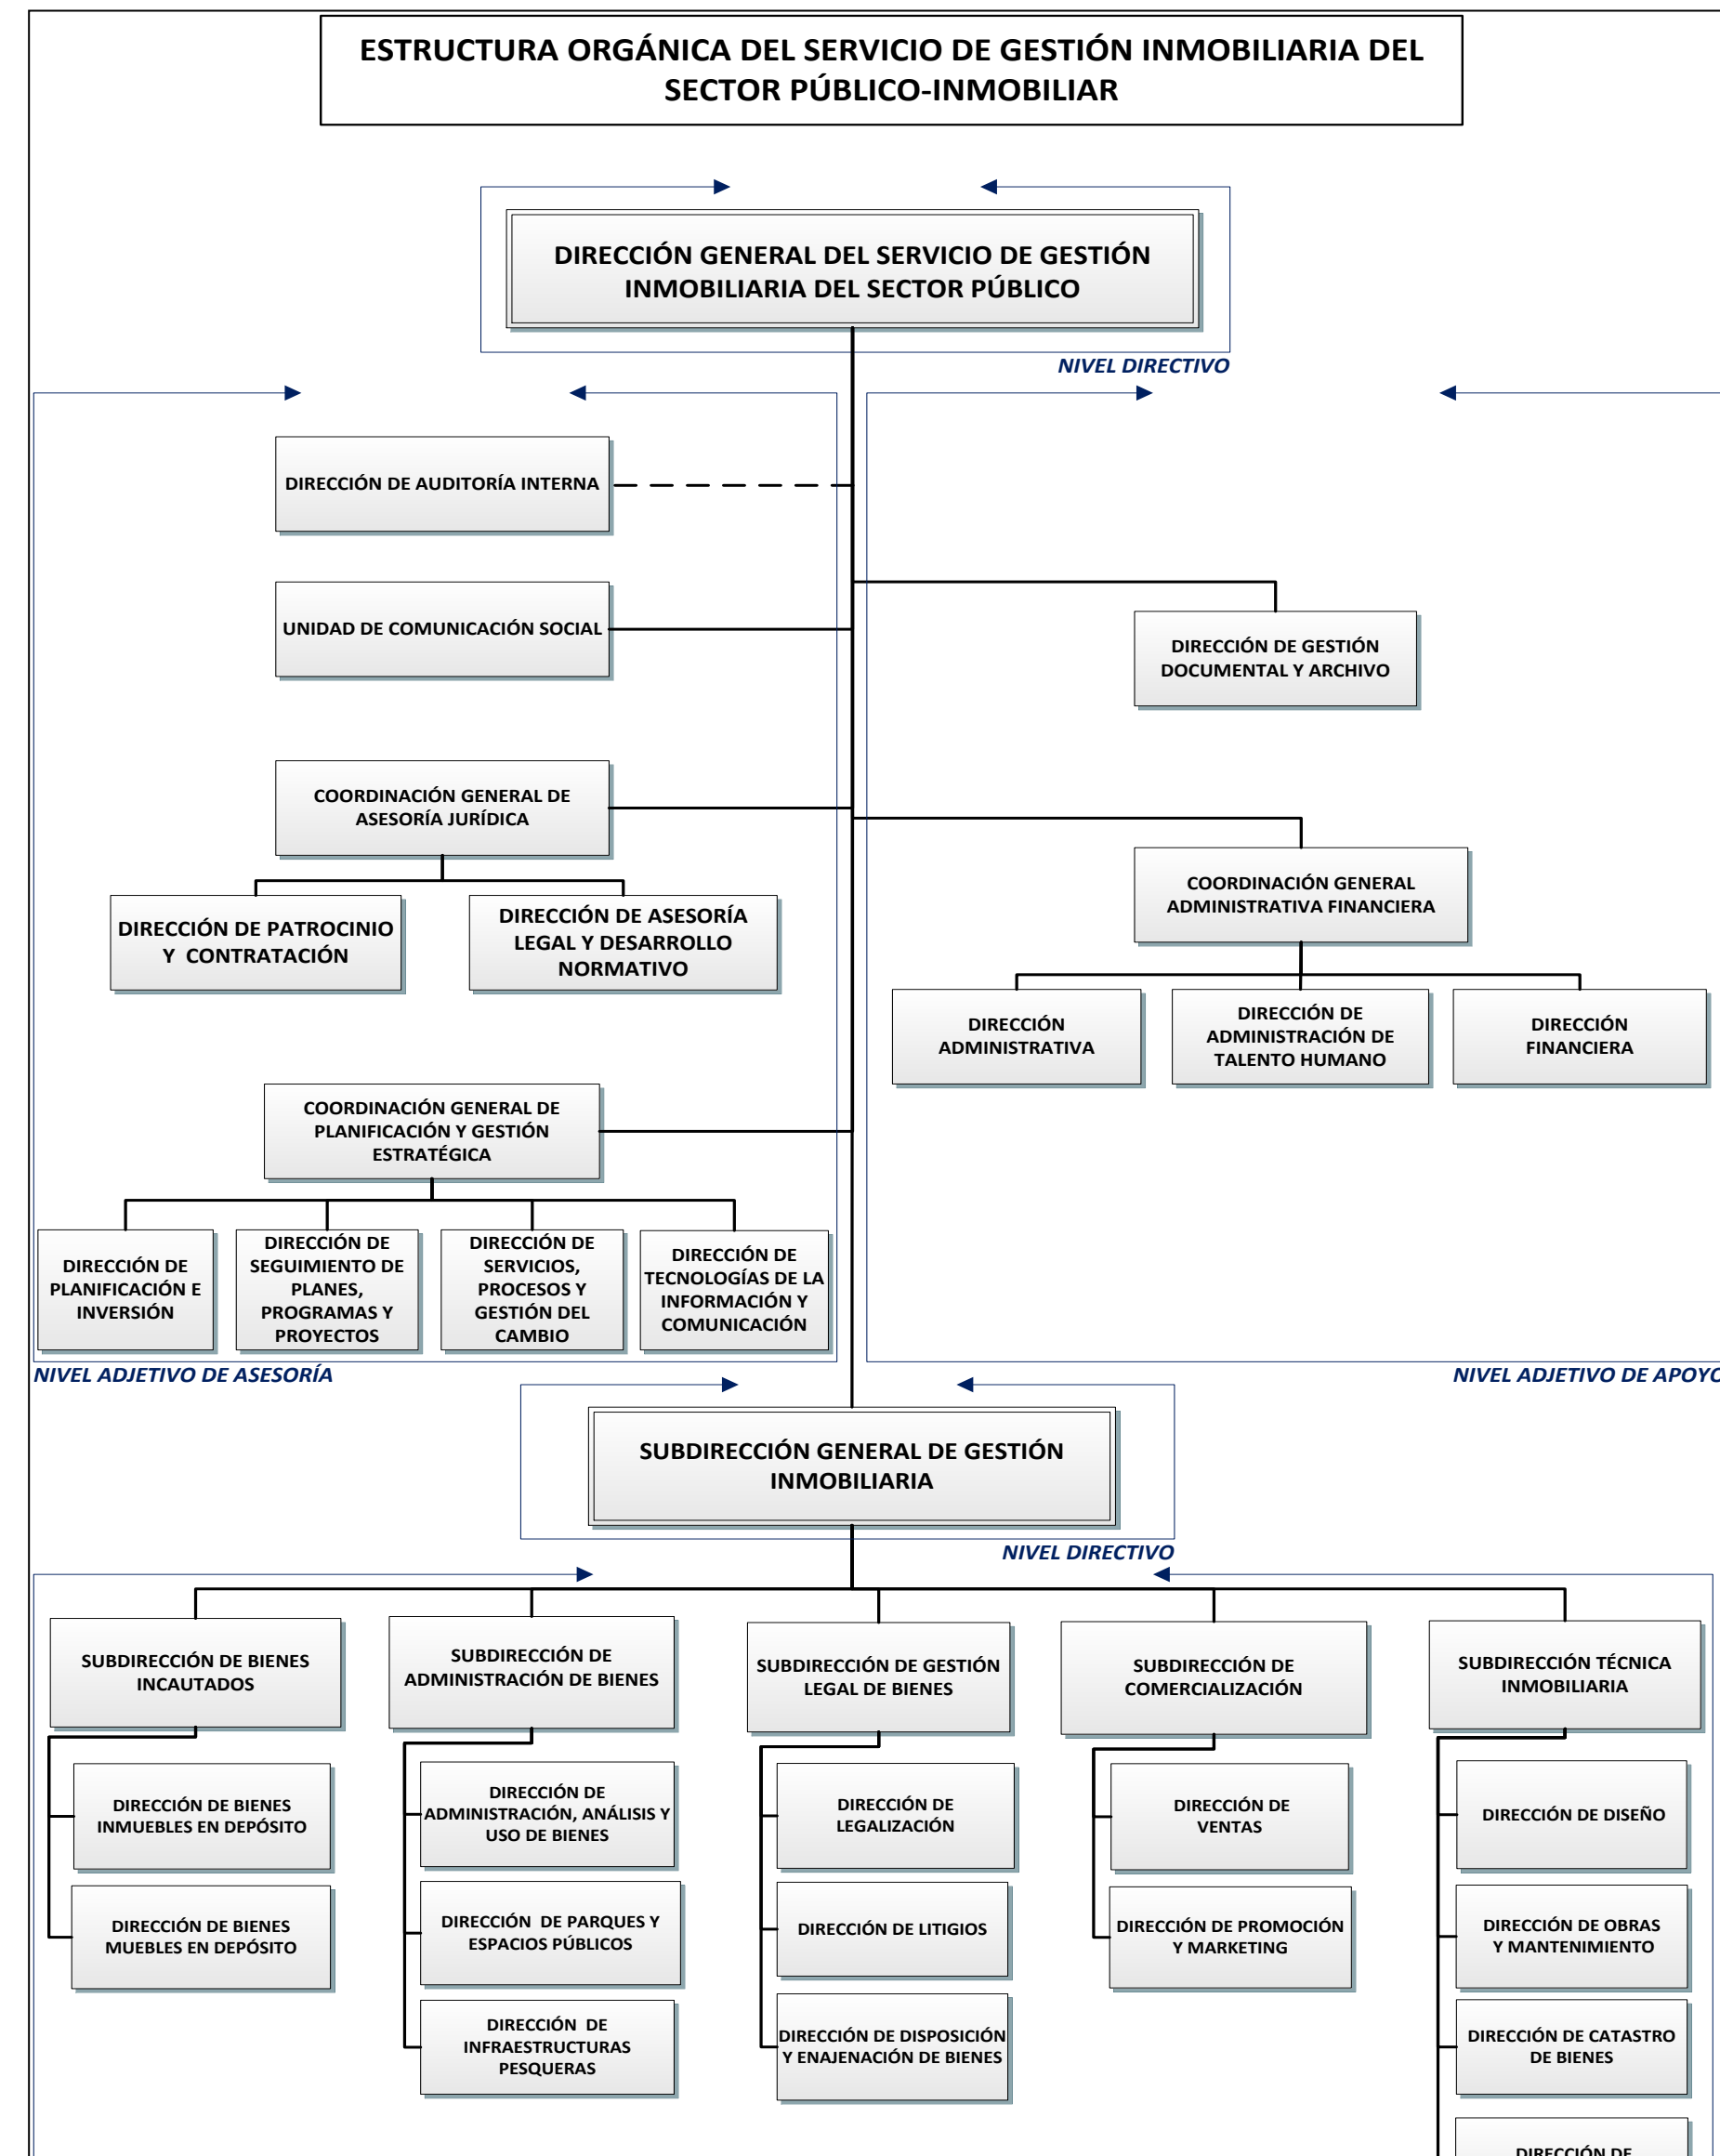 ESTRUCTURA ORGÁNICA DEL SERVICIO DE GESTIÓN INMOBILIARIA DEL
SECTOR PÚBLICO-INMOBILIAR
DIRECCIÓN GENERAL DEL SERVICIO DE GESTIÓN
INMOBILIARIA DEL SECTOR PÚBLICO
NIVEL DIRECTIVO
DIRECCIÓN DE AUDITORÍA INTERNA
UNIDAD DE COMUNICACIÓN SOCIAL
DIRECCIÓN DE GESTIÓN
DOCUMENTAL Y ARCHIVO
COORDINACIÓN GENERAL DE
ASESORÍA JURÍDICA
DIRECCIÓN DE PATROCINIO
Y CONTRATACIÓN
DIRECCIÓN DE ASESORÍA
LEGAL Y DESARROLLO
NORMATIVO
COORDINACIÓN GENERAL
ADMINISTRATIVA FINANCIERA
DIRECCIÓN
ADMINISTRATIVA
DIRECCIÓN DE
ADMINISTRACIÓN DE
TALENTO HUMANO
DIRECCIÓN
FINANCIERA
COORDINACIÓN GENERAL DE
PLANIFICACIÓN Y GESTIÓN
ESTRATÉGICA
DIRECCIÓN DE
PLANIFICACIÓN E
INVERSIÓN
DIRECCIÓN DE
SEGUIMIENTO DE
PLANES,
PROGRAMAS Y
PROYECTOS
DIRECCIÓN DE
SERVICIOS,
PROCESOS Y
GESTIÓN DEL
CAMBIO
DIRECCIÓN DE
TECNOLOGÍAS DE LA
INFORMACIÓN Y
COMUNICACIÓN
NIVEL ADJETIVO DE ASESORÍA
NIVEL ADJETIVO DE APOYO
SUBDIRECCIÓN GENERAL DE GESTIÓN
INMOBILIARIA
NIVEL DIRECTIVO
SUBDIRECCIÓN DE BIENES
INCAUTADOS
SUBDIRECCIÓN DE
ADMINISTRACIÓN DE BIENES
SUBDIRECCIÓN DE GESTIÓN
LEGAL DE BIENES
SUBDIRECCIÓN DE
COMERCIALIZACIÓN
SUBDIRECCIÓN TÉCNICA
INMOBILIARIA
DIRECCIÓN DE BIENES
INMUEBLES EN DEPÓSITO
DIRECCIÓN DE
ADMINISTRACIÓN, ANÁLISIS Y
USO DE BIENES
DIRECCIÓN DE
LEGALIZACIÓN
DIRECCIÓN DE
VENTAS
DIRECCIÓN DE DISEÑO
DIRECCIÓN DE BIENES
MUEBLES EN DEPÓSITO
DIRECCIÓN DE PARQUES Y
ESPACIOS PÚBLICOS
DIRECCIÓN DE LITIGIOS
DIRECCIÓN DE PROMOCIÓN
Y MARKETING
DIRECCIÓN DE OBRAS
Y MANTENIMIENTO
DIRECCIÓN DE
INFRAESTRUCTURAS
PESQUERAS
DIRECCIÓN DE DISPOSICIÓN
Y ENAJENACIÓN DE BIENES
DIRECCIÓN DE CATASTRO
DE BIENES
DIRECCIÓN DE